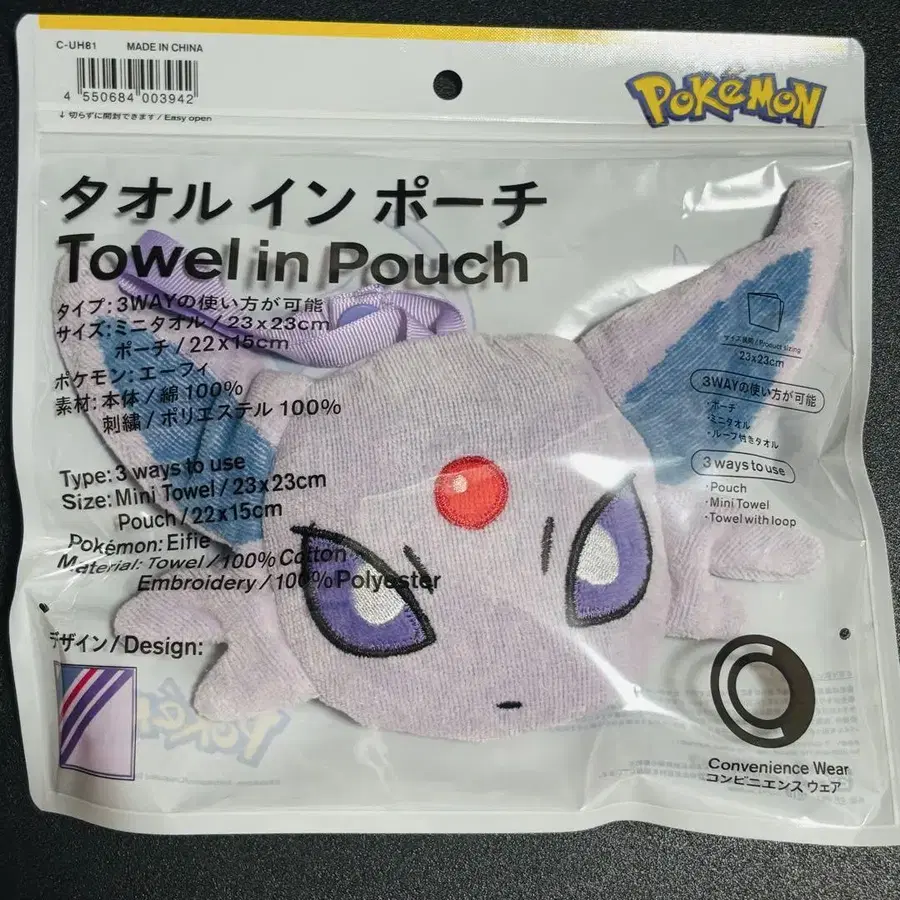 C-UHB1 MADE IN CHINA
4 550684 003942
↓ 切らずに開封できます / Easy open
POKéMON
タオル イン ポーチ
Towel in Pouch
タイプ: 3WAYの使い方が可能
サイズ: ミニタオル / 23x23cm
ポーチ / 22x15cm
ポケモン: エーフィ
素材: 本体 / 綿 100%
刺繍 / ポリエステル 100%
Type: 3 ways to use
Size: Mini Towel / 23x23cm
Pouch / 22x15cm
Pokémon: Eifie
Material: Towel / 100% Cotton
Embroidery / 100% Polyester
デザイン / Design:
Product sizing
23x23cm
3WAYの使い方が可能
・ポーチ
・ミニタオル
・ループ付きタオル
3 ways to use
・Pouch
・Mini Towel
・Towel with loop
Convenience Wear
コンビニエンス ウェア